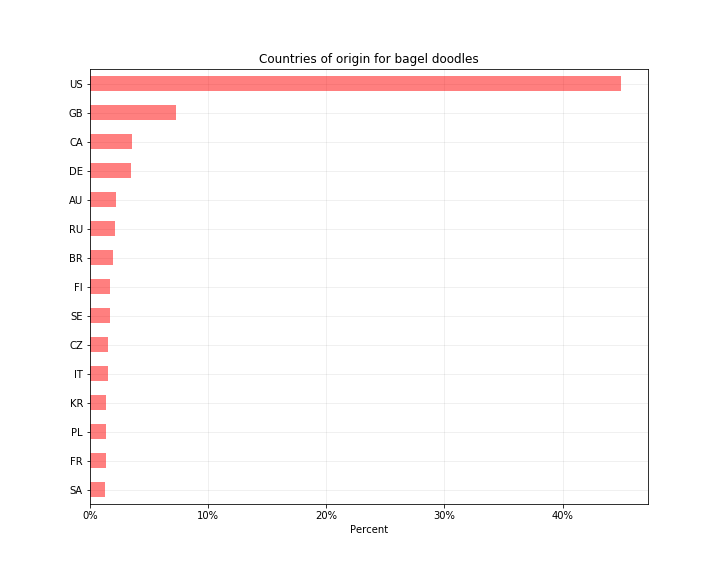 Countries of origin for bagel doodles
US
GB
CA
DE
AU
RU
BR
FI
SE
CZ
IT
KR
PL
FR
SA
0% 10% 20% 30% 40%
Percent